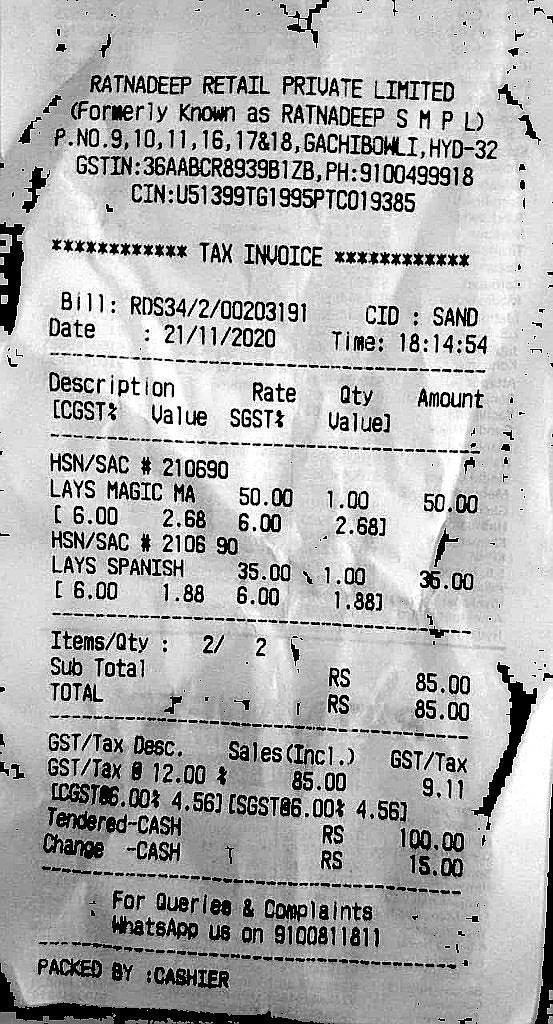 RATNADEEP RETAIL PRIVATE LIMITED
(Formerly Known as RATNADEEP S M P L)
P.NO.9,10,11,16,17&18,GACHIBOWLI,HYD-32
GSTIN:36AABCR8939B1ZB,PH:9100499918
CIN:U51399TG1995PTC019385
************ TAX INVOICE ************
Bill: RDS34/2/00203191 CID : SAND
Date : 21/11/2020 Time: 18:14:54
Description Rate Qty Amount
[CGST% Value SGST% Value]
HSN/SAC # 210690
LAYS MAGIC MA 50.00 1.00 50.00
[ 6.00 2.68 6.00 2.68]
HSN/SAC # 2106 90
LAYS SPANISH 35.00 1.00 35.00
[ 6.00 1.88 6.00 1.88]
Items/Qty : 2/ 2
Sub Total RS 85.00
TOTAL RS 85.00
GST/Tax Desc. Sales(Incl.) GST/Tax
GST/Tax @ 12.00 % 85.00 9.11
[CGST@6.00% 4.56] [SGST@6.00% 4.56]
Tendered-CASH RS 100.00
Change -CASH RS 15.00
For Queries & Complaints
WhatsApp us on 9100811811
PACKED BY :CASHIER